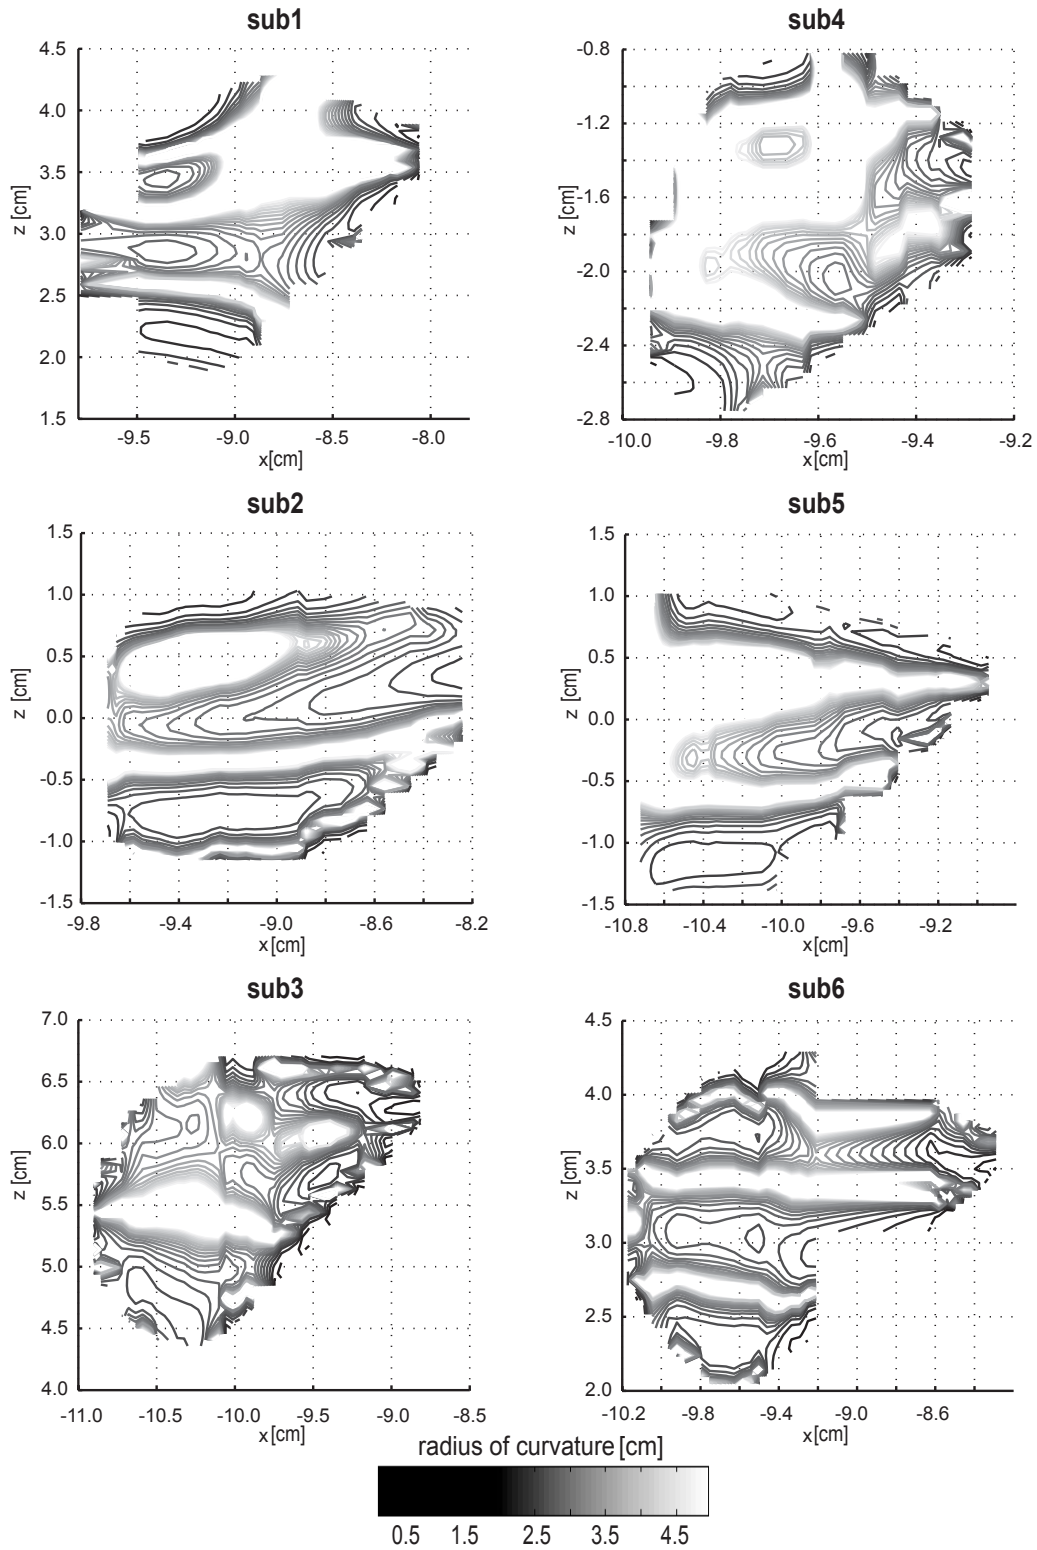 sub1
4.5
4.0
3.5
3.0
2.5
2.0
1.5
z [cm]
-9.5 -9.0 -8.5 -8.0
x[cm]
sub4
-0.8
-1.2
-1.6
-2.0
-2.4
-2.8
z [cm]
-10.0 -9.8 -9.6 -9.4 -9.2
x[cm]
sub2
1.5
1.0
0.5
0.0
-0.5
-1.0
-1.5
z [cm]
-9.8 -9.4 -9.0 -8.6 -8.2
x[cm]
sub5
1.5
1.0
0.5
0.0
-0.5
-1.0
-1.5
z [cm]
-10.8 -10.4 -10.0 -9.6 -9.2
x[cm]
sub3
7.0
6.5
6.0
5.5
5.0
4.5
4.0
z [cm]
-11.0 -10.5 -10.0 -9.5 -9.0 -8.5
x[cm]
sub6
4.5
4.0
3.5
3.0
2.5
2.0
z [cm]
-10.2 -9.8 -9.4 -9.0 -8.6
x[cm]
radius of curvature [cm]
0.5 1.5 2.5 3.5 4.5